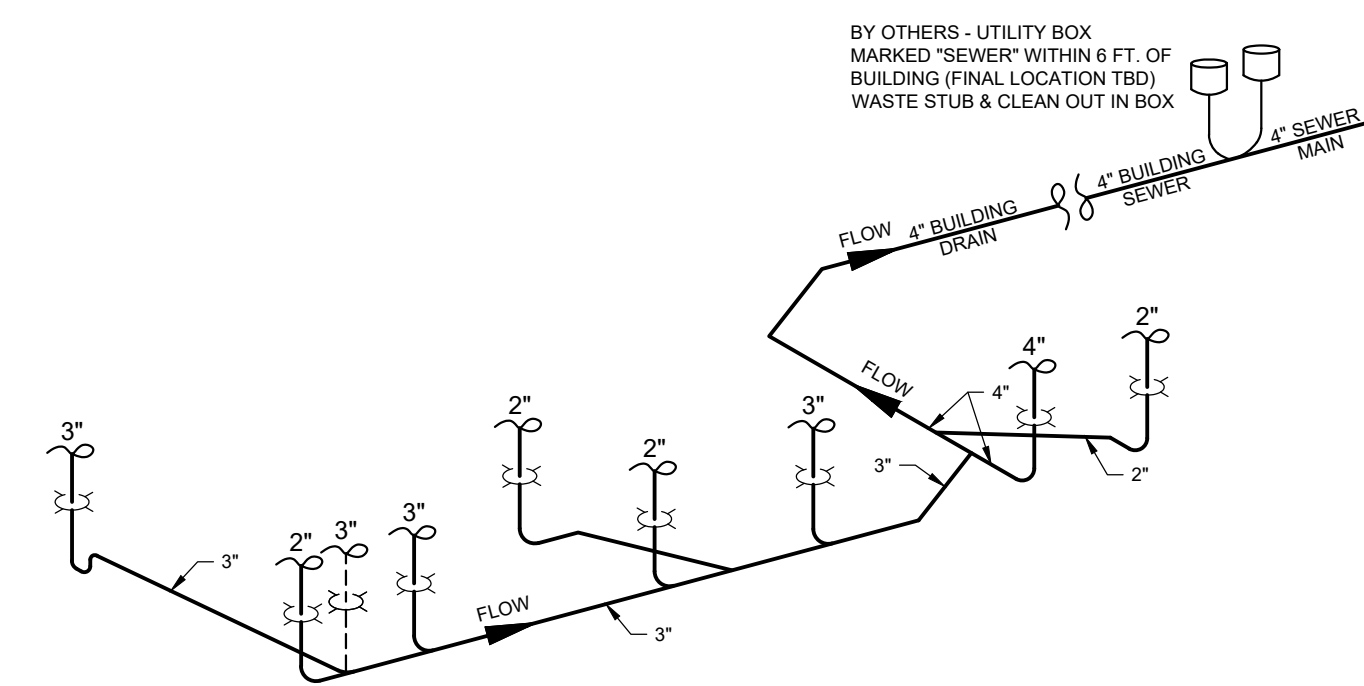 BY OTHERS - UTILITY BOX
MARKED "SEWER" WITHIN 6 FT. OF
BUILDING (FINAL LOCATION TBD)
WASTE STUB & CLEAN OUT IN BOX
4" SEWER
MAIN
4" BUILDING
SEWER
4" BUILDING
DRAIN
FLOW
2"
4"
FLOW
4"
3"
2"
3"
2"
2"
3"
3"
2"
3"
3"
3"
FLOW
3"